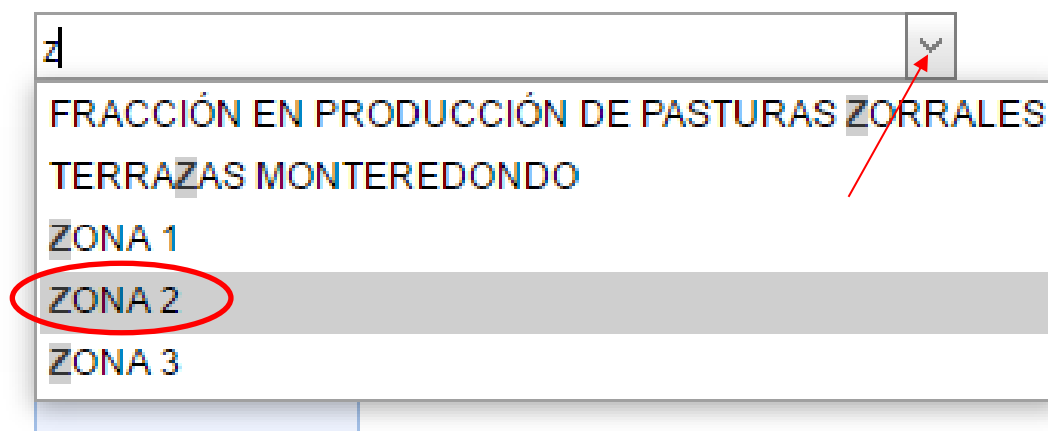 z
FRACCIÓN EN PRODUCCIÓN DE PASTURAS ZORRALES
TERRAZAS MONTEREDONDO
ZONA 1
ZONA 2
ZONA 3